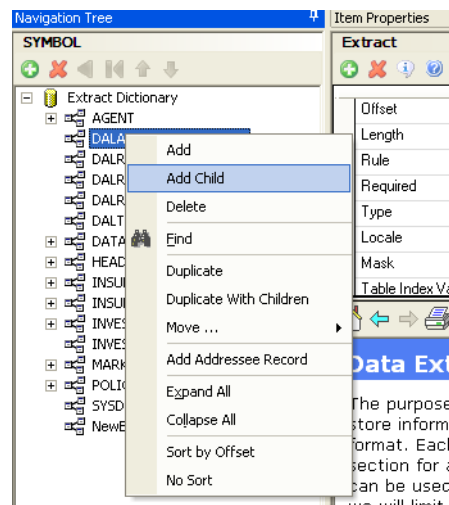 Navigation Tree
SYMBOL
Extract Dictionary
AGENT
DALA
DALR
DALR
DALR
DALT
DATA
HEAD
INSU
INSU
INVES
INVES
MARK
POLIC
SYSD
NewE
Add
Add Child
Delete
Find
Duplicate
Duplicate With Children
Move ...
Add Addressee Record
Expand All
Collapse All
Sort by Offset
No Sort
Item Properties
Extract
Offset
Length
Rule
Required
Type
Locale
Mask
Table Index Va
Data Ext
The purpose
store inform
format. Eac
section for a
can be used
we will limit